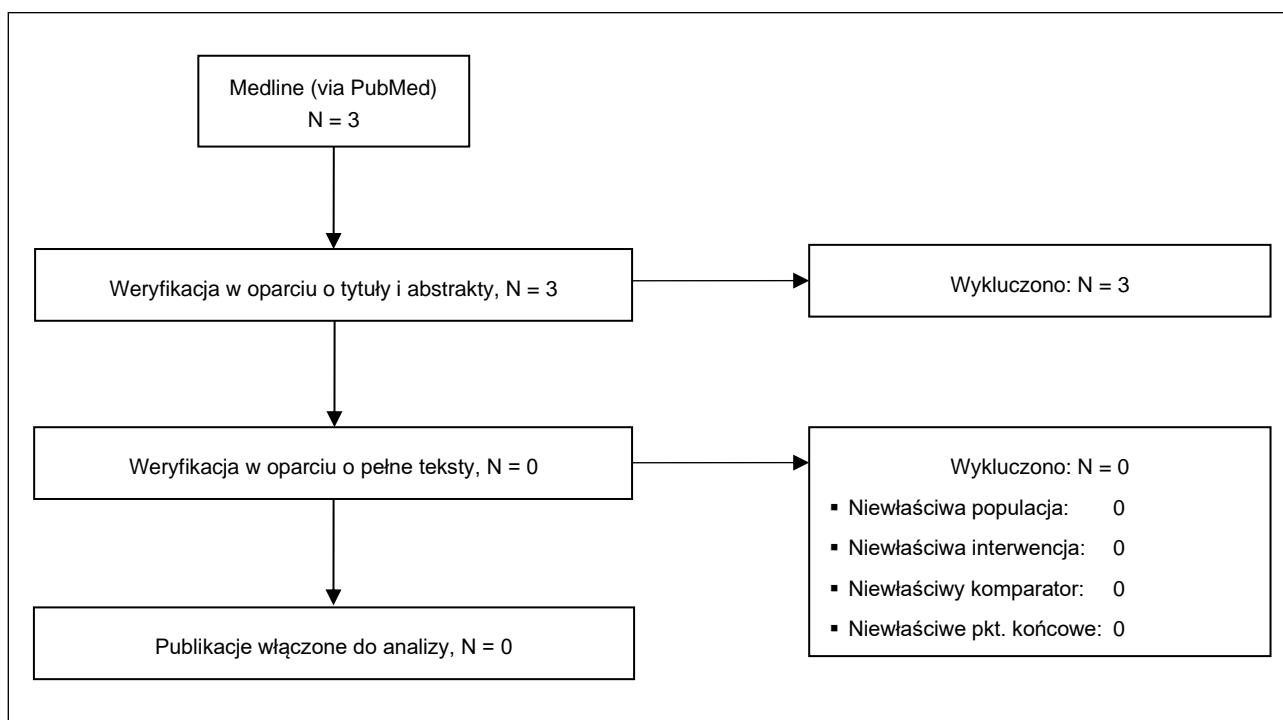 Medline (via PubMed)
N = 3
Weryfikacja w oparciu o tytuły i abstrakty, N = 3
Wykluczono: N = 3
Weryfikacja w oparciu o pełne teksty, N = 0
Wykluczono: N = 0
▪ Niewłaściwa populacja: 0
▪ Niewłaściwa interwencja: 0
▪ Niewłaściwy komparator: 0
▪ Niewłaściwe pkt. końcowe: 0
Publikacje włączone do analizy, N = 0